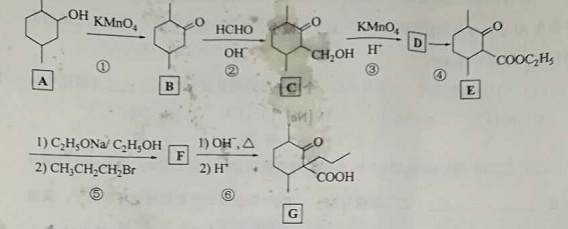 OH KMnO₄ O HCHO O KMnO₄ O
① OH⁻ CH₂OH H⁺ D COOC₂H₅
A B ② C ③ ④ E
1) C₂H₅ONa/ C₂H₅OH F 1) OH⁻, △ O
2) CH₃CH₂CH₂Br 2) H⁺ COOH
⑤ ⑥ G